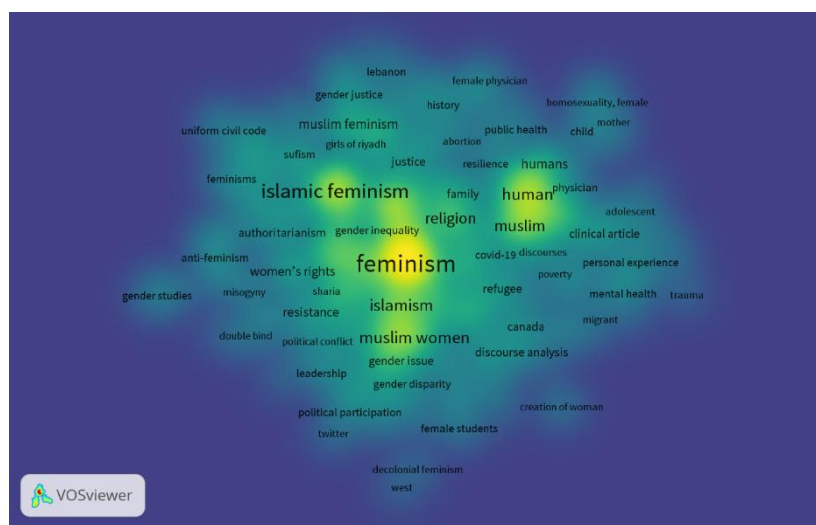 lebanon
female physician
gender justice
history
homosexuality, female
mother
muslim feminism
public health
child
uniform civil code
girls of riyadh
abortion
sufism
justice
resilience
humans
feminisms
islamic feminism
family
human
physician
religion
muslim
adolescent
authoritarianism
gender inequality
clinical article
anti-feminism
feminism
covid-19
discourses
personal experience
women's rights
poverty
gender studies
misogyny
sharia
refugee
mental health
trauma
islamism
resistance
migrant
double bind
political conflict
muslim women
canada
gender issue
discourse analysis
leadership
gender disparity
creation of woman
political participation
twitter
female students
decolonial feminism
west
VOSviewer